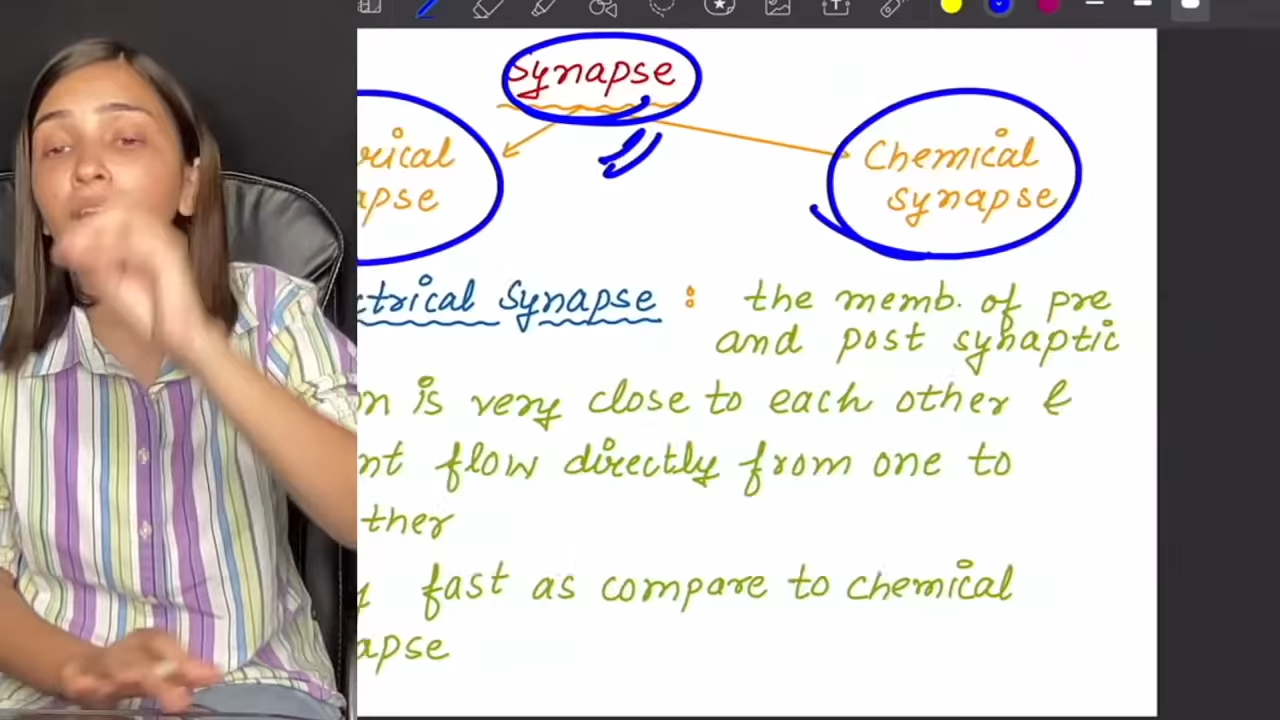 Synapse
rical
apse
Chemical
synapse
ctrical Synapse :
the memb. of pre
and post synaptic
n is very close to each other &
nt flow directly from one to
ther
y fast as compare to chemical
apse